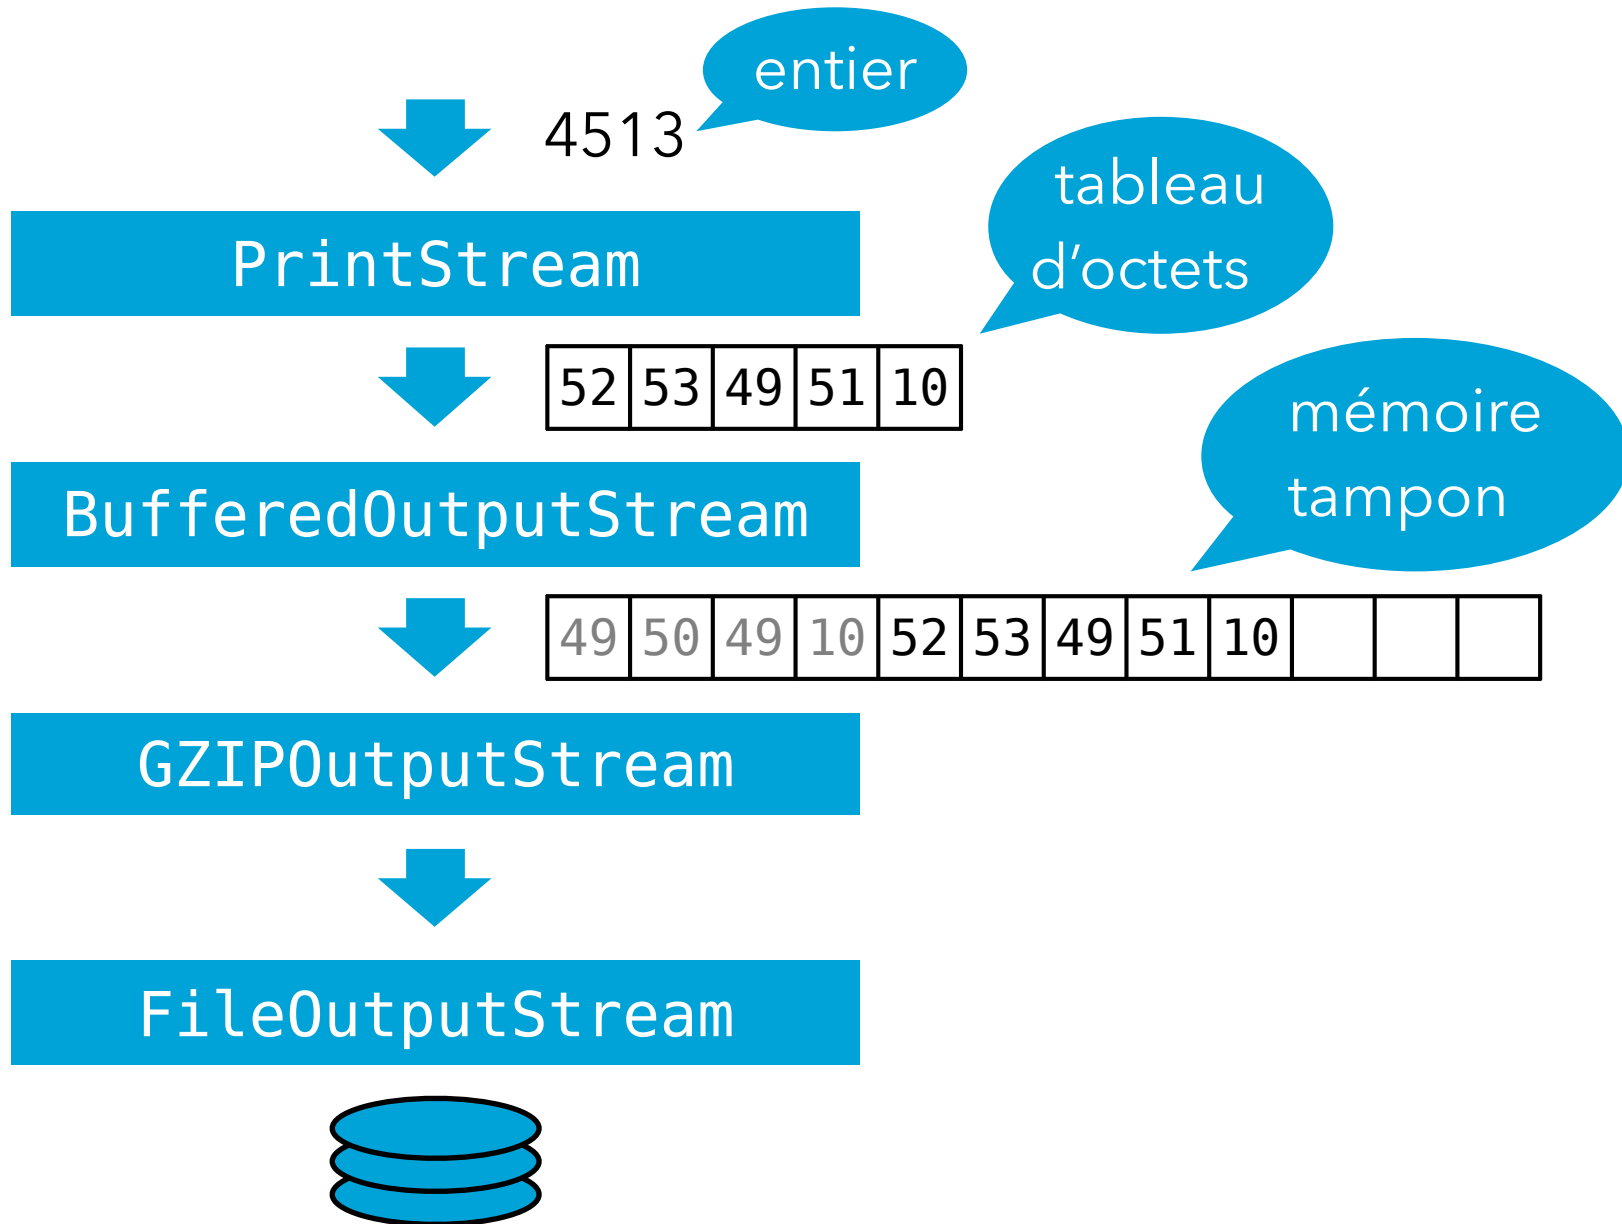 entier
4513
tableau
d'octets
PrintStream
52 53 49 51 10
mémoire
tampon
BufferedOutputStream
49 50 49 10 52 53 49 51 10
GZIPOutputStream
FileOutputStream